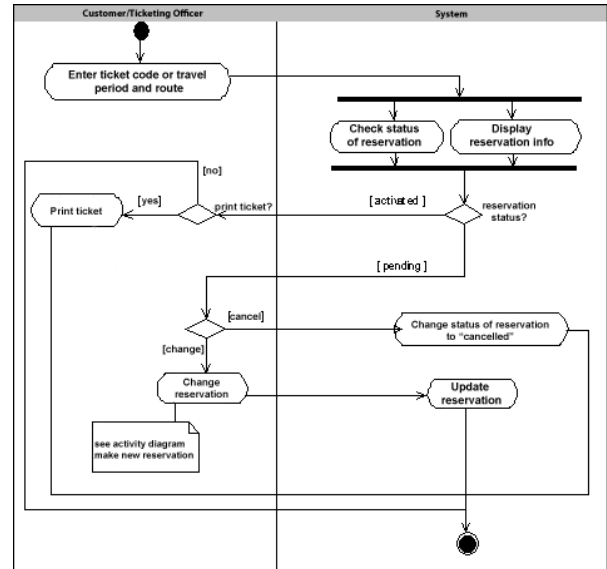 Customer/Ticketing Officer
System
Enter ticket code or travel
period and route
Check status
of reservation
Display
reservation info
[no]
[yes]
print ticket?
[ activated ]
reservation
status?
Print ticket
[ pending ]
[cancel]
Change status of reservation
to “cancelled”
[change]
Change
reservation
Update
reservation
see activity diagram
make new reservation